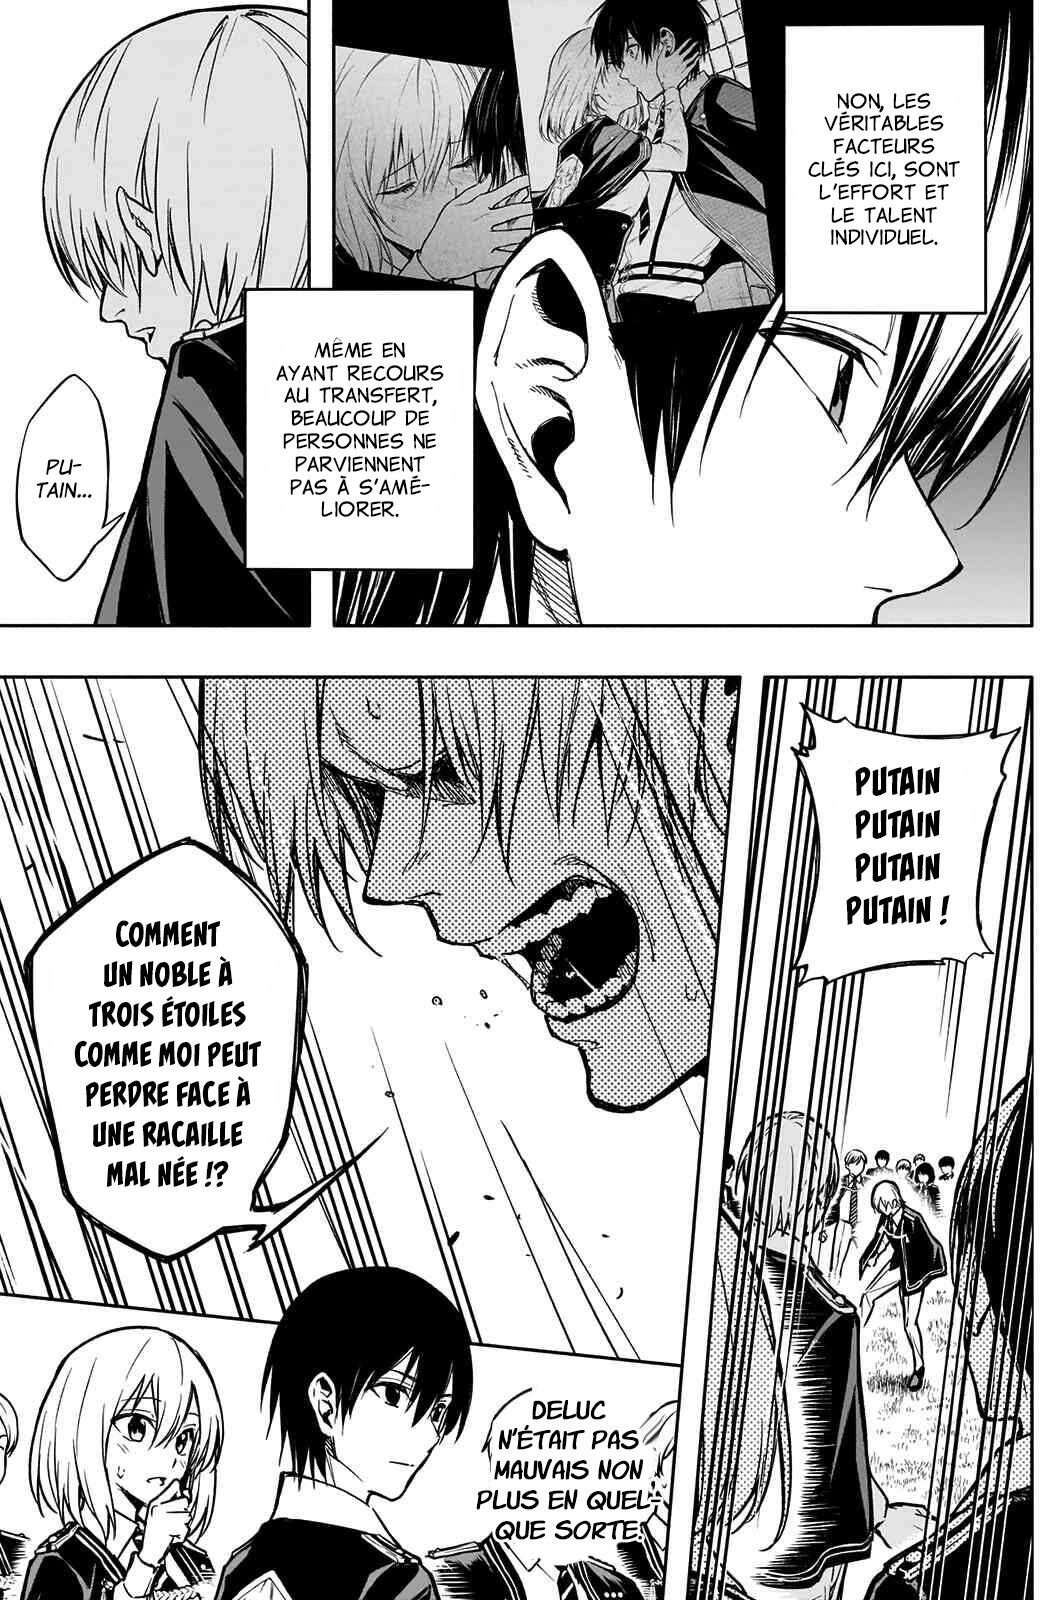 NON, LES
VÉRITABLES
FACTEURS
CLÉS ICI, SONT
L'EFFORT ET
LE TALENT
INDIVIDUEL.
MÊME EN
AYANT RECOURS
AU TRANSFERT,
BEAUCOUP DE
PERSONNES NE
PARVIENNENT
PAS À S'AMÉ-
LIORER.
PU-
TAIN...
PUTAIN
PUTAIN
PUTAIN
PUTAIN !
COMMENT
UN NOBLE À
TROIS ÉTOILES
COMME MOI PEUT
PERDRE FACE À
UNE RACAILLE
MAL NÉE !?
DELUC
N'ÉTAIT PAS
MAUVAIS NON
PLUS EN QUEL-
QUE SORTE.